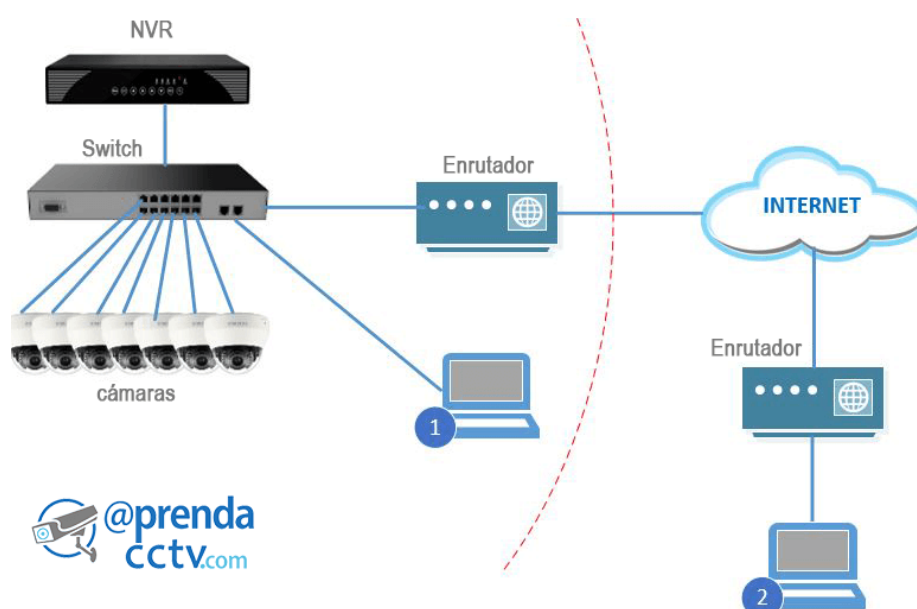 NVR
Switch
Enrutador
INTERNET
Enrutador
cámaras
1
@prenda
cctv.com
2